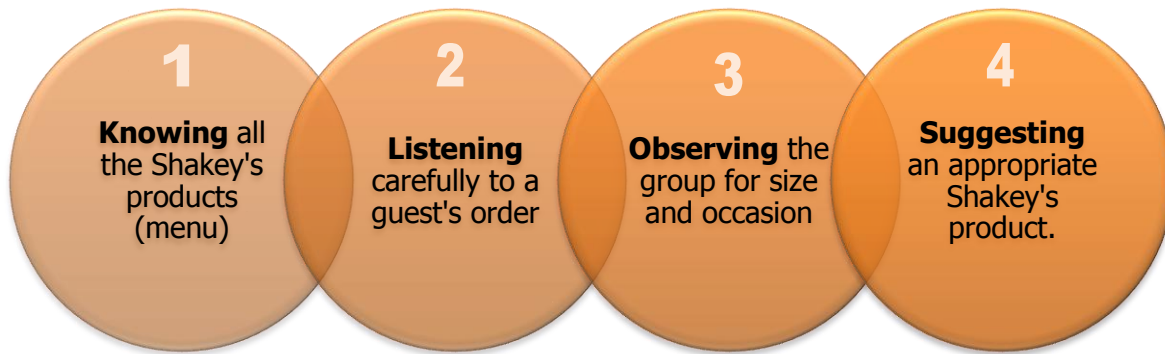 1
Knowing all
the Shakey's
products
(menu)
2
Listening
carefully to a
guest's order
3
Observing the
group for size
and occasion
4
Suggesting
an appropriate
Shakey's
product.